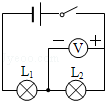 − V +
L₁ L₂